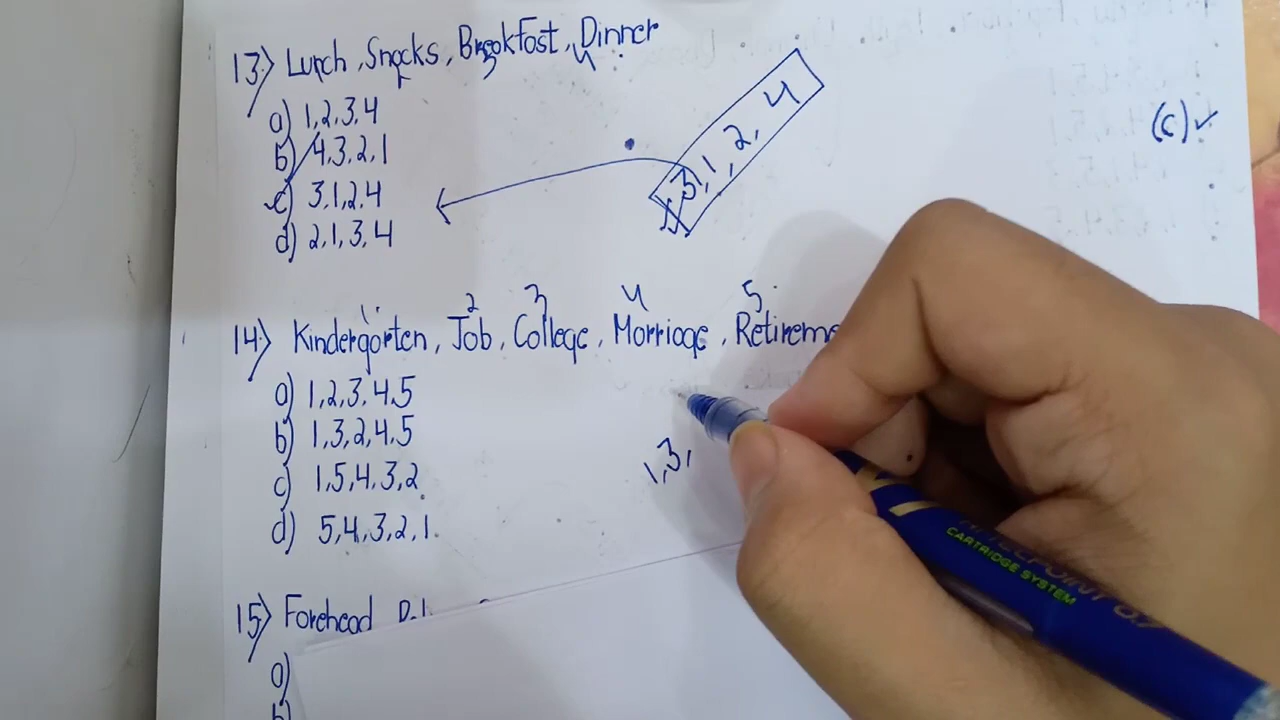 13) Lunch, Snacks, Breakfast, Dinner
3 4
a) 1,2,3,4
b) 4,3,2,1
c) 3,1,2,4
d) 2,1,3,4
3,1,2,4
(c) ✓
1 2 3 4 5
14) Kindergarten, Job, College, Marriage, Retireme
a) 1,2,3,4,5
b) 1,3,2,4,5
c) 1,5,4,3,2
d) 5,4,3,2,1
1,3,
15) Forehead
a)
b
CARTRIDGE SYSTEM